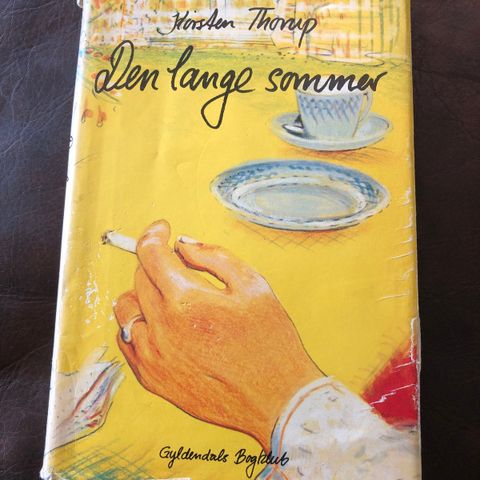 Kirsten Thorup
Den lange sommer
Gyldendals Bogklub